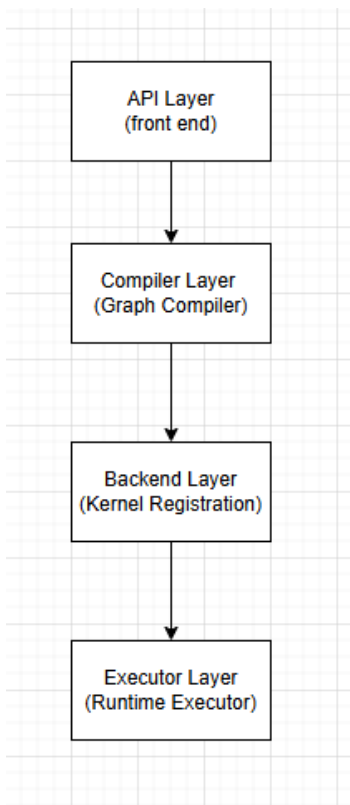 API Layer
(front end)
Compiler Layer
(Graph Compiler)
Backend Layer
(Kernel Registration)
Executor Layer
(Runtime Executor)